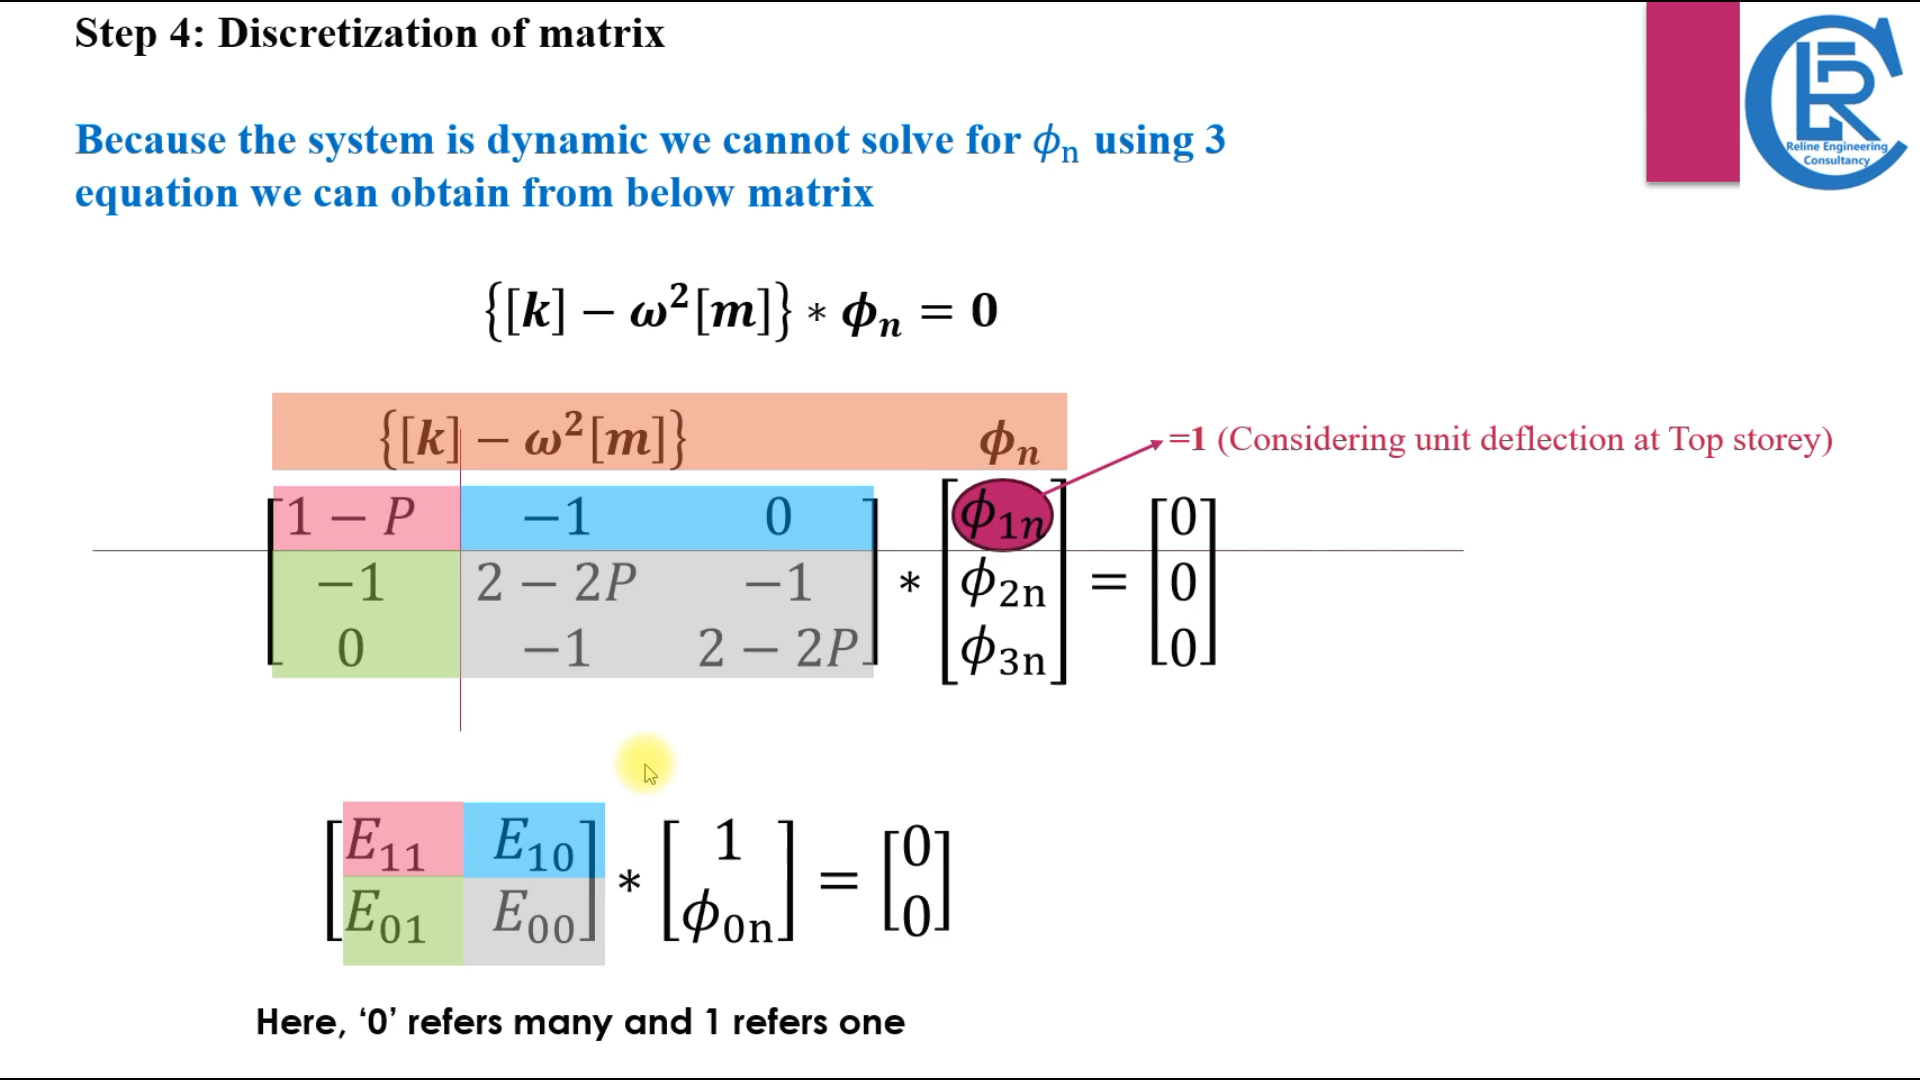 Step 4: Discretization of matrix
Because the system is dynamic we cannot solve for ϕn using 3
equation we can obtain from below matrix
{[k] − ω²[m]} * ϕn = 0
{[k] − ω²[m]} ϕn =1 (Considering unit deflection at Top storey)
[1 − P −1 0] [ϕ1n] [0]
[−1 2 − 2P −1] * [ϕ2n] = [0]
[0 −1 2 − 2P] [ϕ3n] [0]
[E11 E10] [1] [0]
[E01 E00] * [ϕ0n] = [0]
Here, ‘0’ refers many and 1 refers one
CRE
Reline Engineering
Consultancy